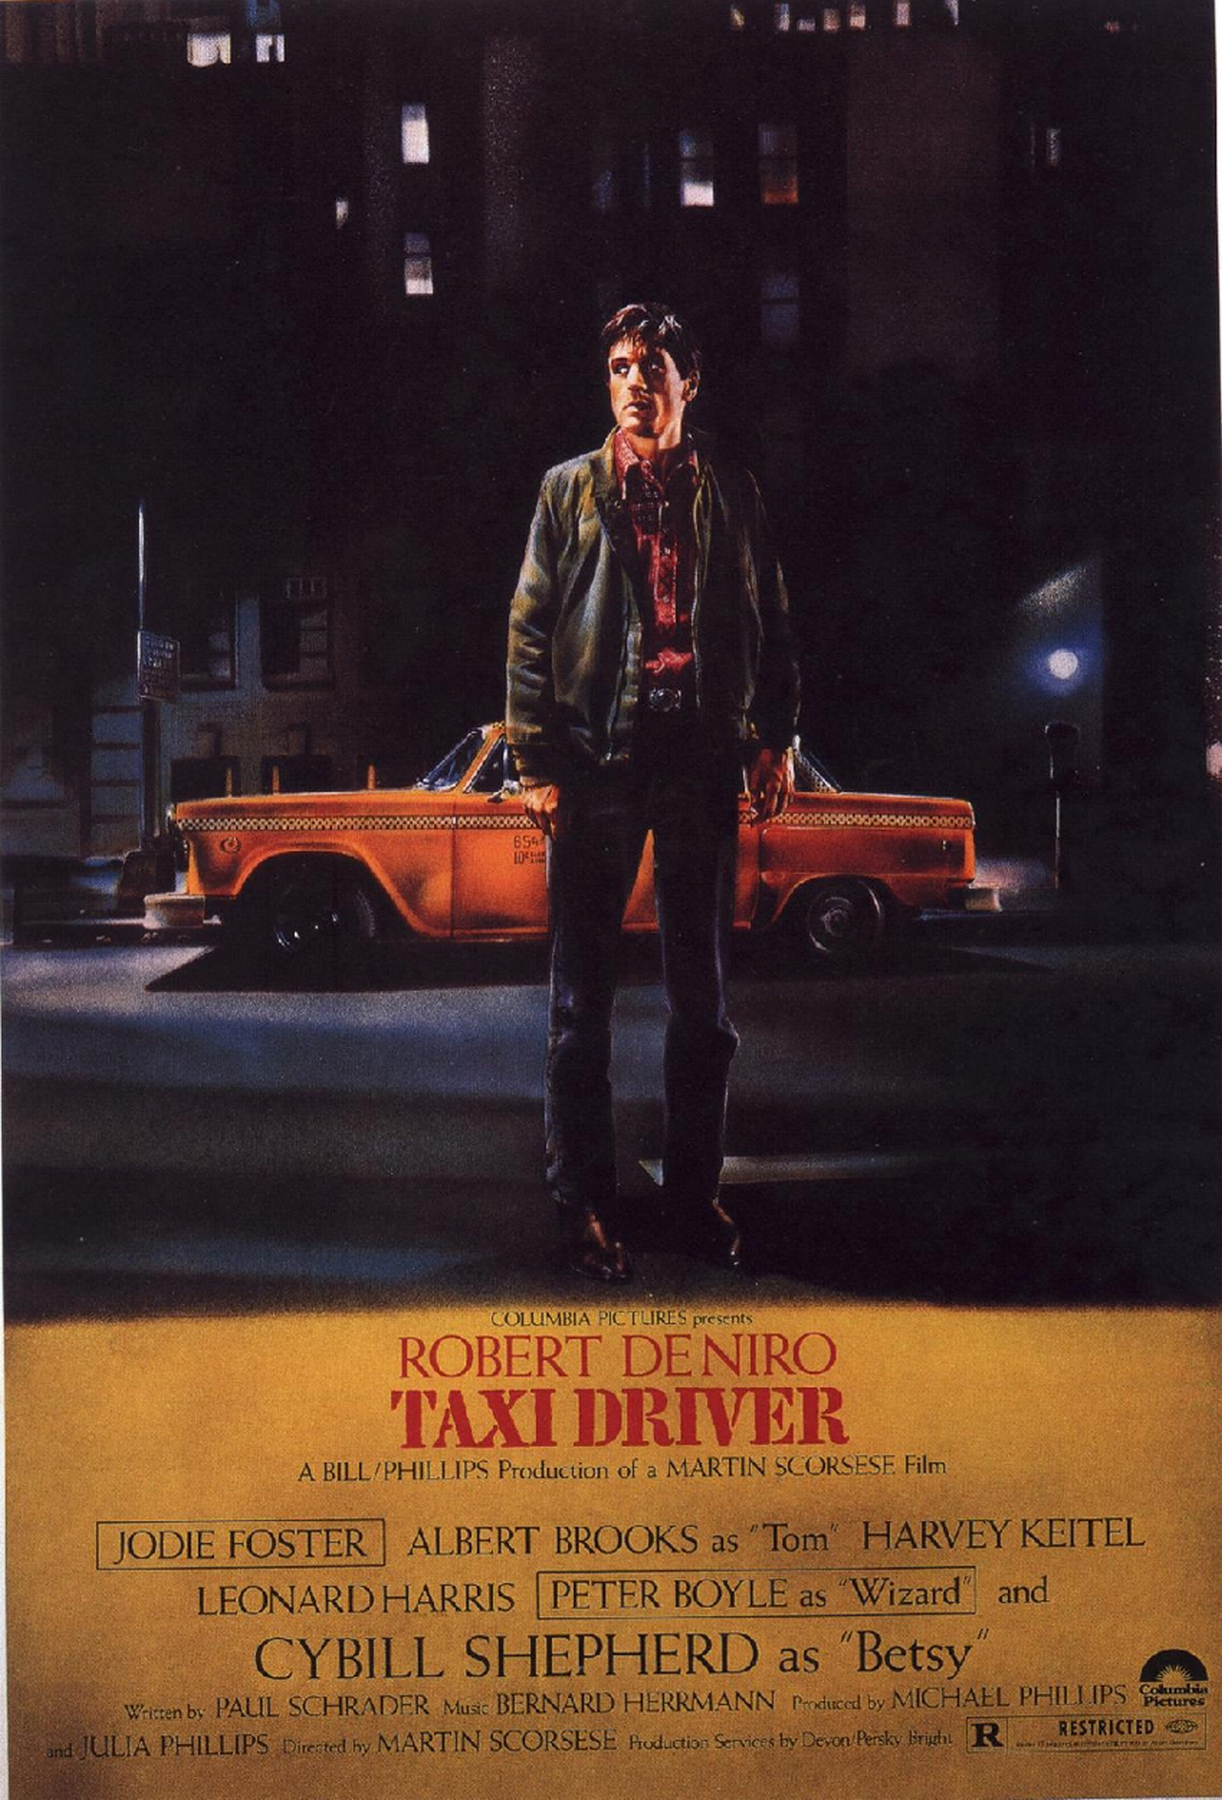 65¢
10¢
COLUMBIA PICTURES presents
ROBERT DE NIRO
TAXI DRIVER
A BILL/PHILLIPS Production of a MARTIN SCORSESE Film
JODIE FOSTER ALBERT BROOKS as "Tom" HARVEY KEITEL
LEONARD HARRIS PETER BOYLE as "Wizard" and
CYBILL SHEPHERD as "Betsy"
Written by PAUL SCHRADER Music BERNARD HERRMANN Produced by MICHAEL PHILLIPS
and JULIA PHILLIPS Directed by MARTIN SCORSESE Production Services by Devon/Persky Bright
Columbia
Pictures
R RESTRICTED